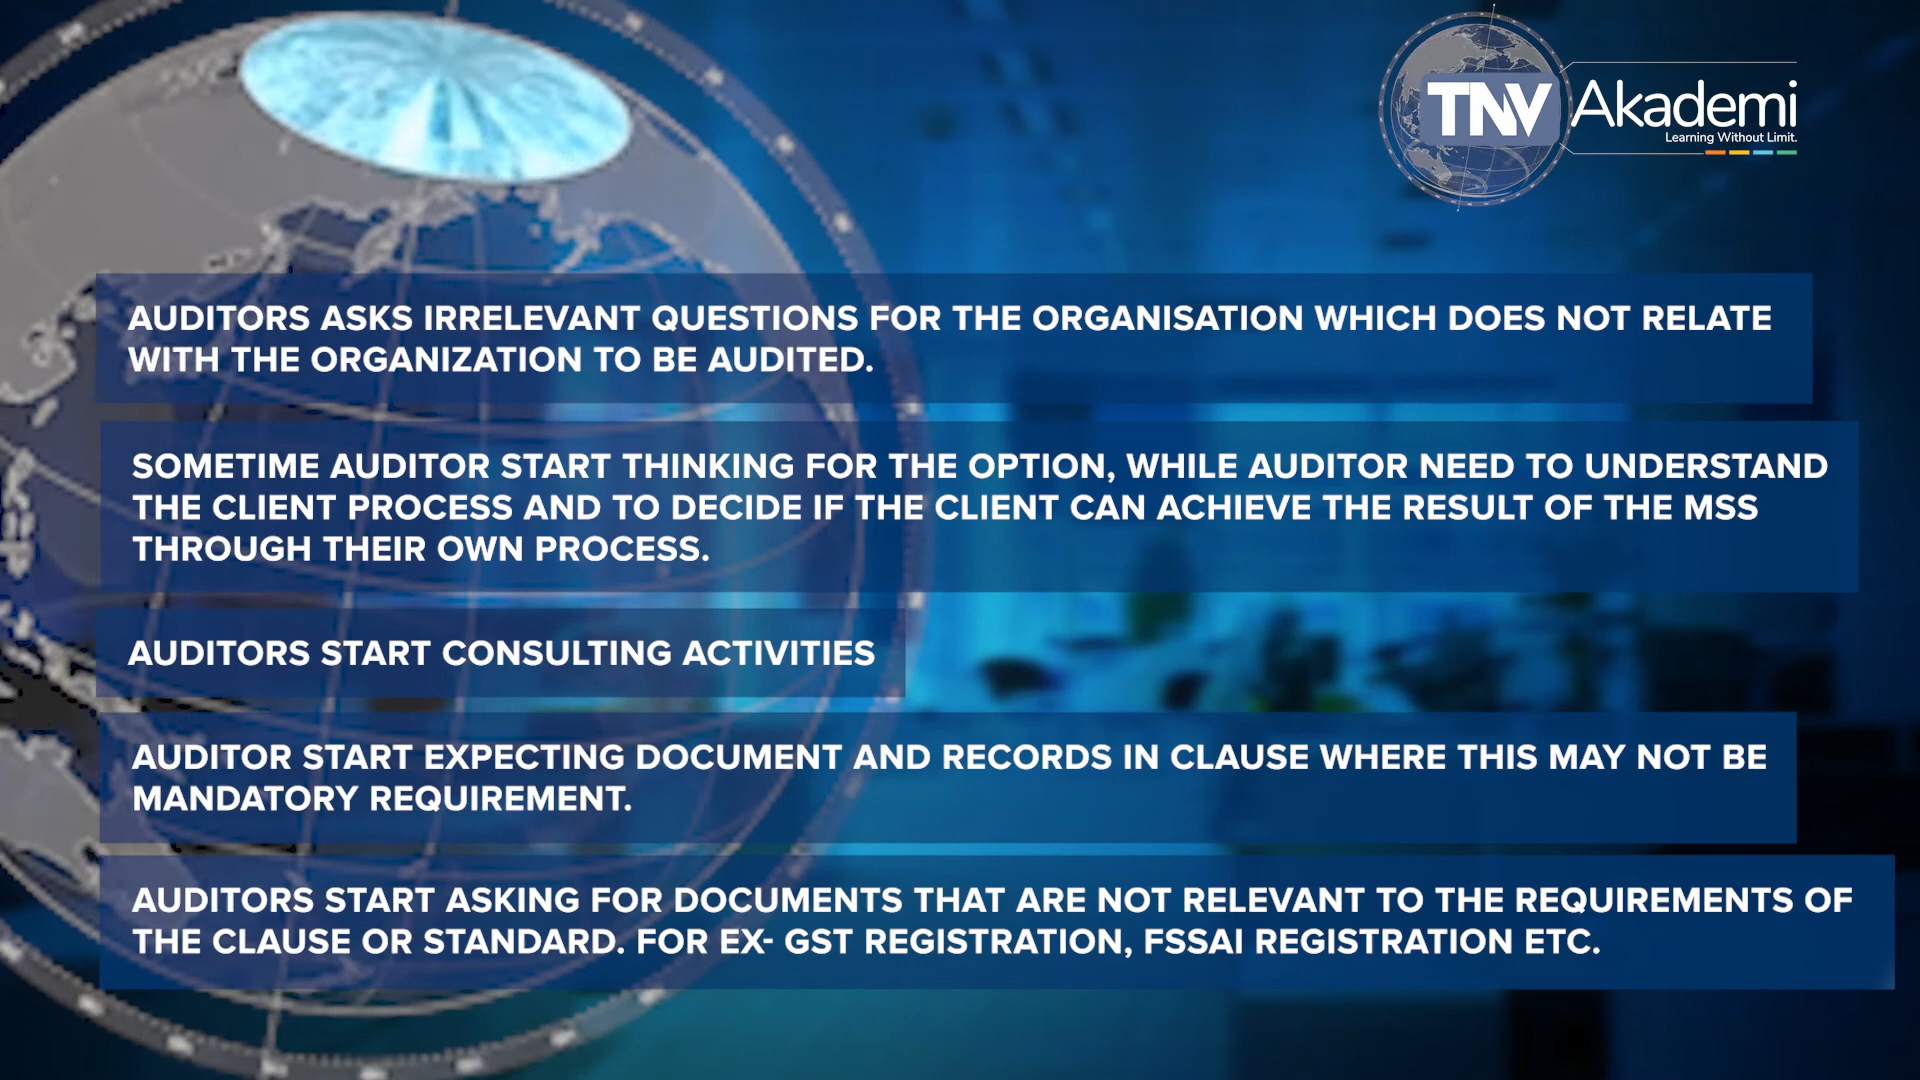 TNV Akademi
Learning Without Limit.
AUDITORS ASKS IRRELEVANT QUESTIONS FOR THE ORGANISATION WHICH DOES NOT RELATE
WITH THE ORGANIZATION TO BE AUDITED.
SOMETIME AUDITOR START THINKING FOR THE OPTION, WHILE AUDITOR NEED TO UNDERSTAND
THE CLIENT PROCESS AND TO DECIDE IF THE CLIENT CAN ACHIEVE THE RESULT OF THE MSS
THROUGH THEIR OWN PROCESS.
AUDITORS START CONSULTING ACTIVITIES
AUDITOR START EXPECTING DOCUMENT AND RECORDS IN CLAUSE WHERE THIS MAY NOT BE
MANDATORY REQUIREMENT.
AUDITORS START ASKING FOR DOCUMENTS THAT ARE NOT RELEVANT TO THE REQUIREMENTS OF
THE CLAUSE OR STANDARD. FOR EX- GST REGISTRATION, FSSAI REGISTRATION ETC.